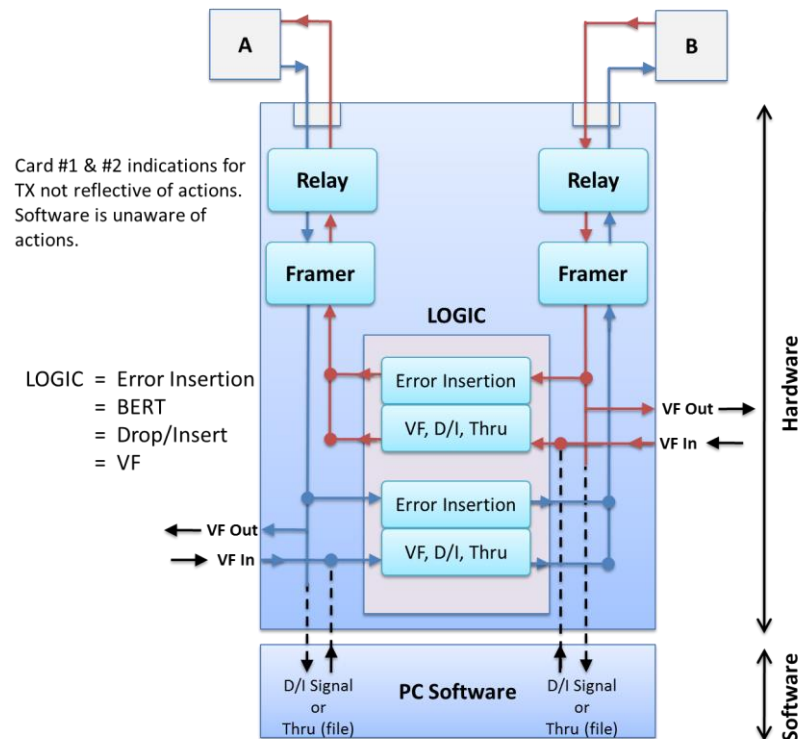 A
B
Card #1 & #2 indications for
TX not reflective of actions.
Software is unaware of
actions.
Relay
Relay
Framer
Framer
LOGIC
Error Insertion
VF, D/I, Thru
VF Out
VF In
LOGIC = Error Insertion
= BERT
= Drop/Insert
= VF
Error Insertion
VF, D/I, Thru
VF Out
VF In
Hardware
D/I Signal
or
Thru (file)
PC Software
D/I Signal
or
Thru (file)
Software